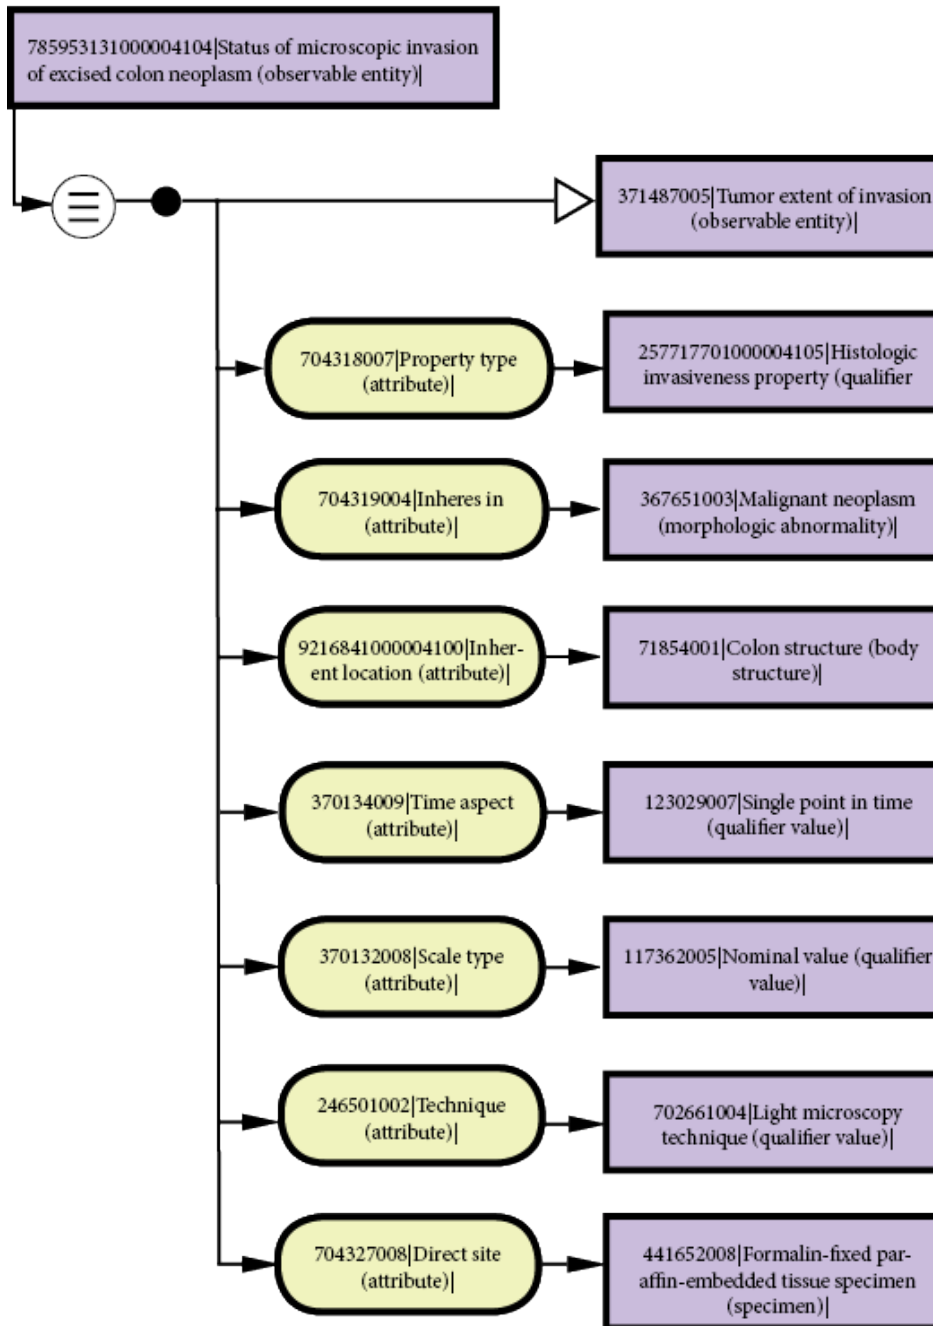 785953131000004104|Status of microscopic invasion
of excised colon neoplasm (observable entity)|
371487005|Tumor extent of invasion
(observable entity)|
704318007|Property type
(attribute)|
257717701000004105|Histologic
invasiveness property (qualifier
704319004|Inheres in
(attribute)|
367651003|Malignant neoplasm
(morphologic abnormality)|
9216841000004100|Inher-
ent location (attribute)|
71854001|Colon structure (body
structure)|
370134009|Time aspect
(attribute)|
123029007|Single point in time
(qualifier value)|
370132008|Scale type
(attribute)|
117362005|Nominal value (qualifier
value)|
246501002|Technique
(attribute)|
702661004|Light microscopy
technique (qualifier value)|
704327008|Direct site
(attribute)|
441652008|Formalin-fixed par-
affin-embedded tissue specimen
(specimen)|